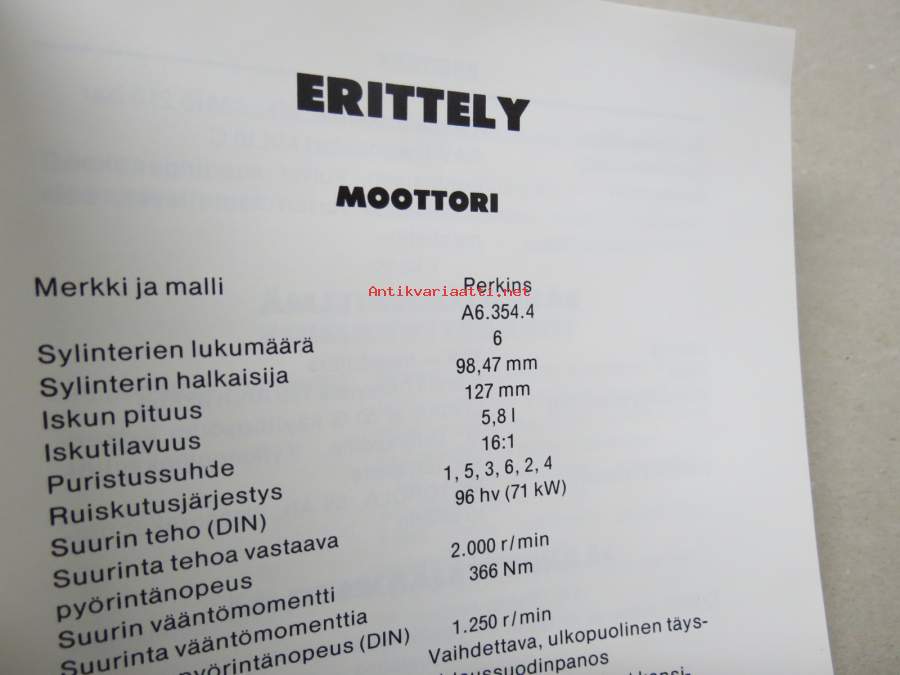 ERITTELY
MOOTTORI
Merkki ja malli Perkins
Antikvariaatti.net
A6.354.4
Sylinterien lukumäärä 6
Sylinterin halkaisija 98,47 mm
Iskun pituus 127 mm
Iskutilavuus 5,8 l
Puristussuhde 16:1
Ruiskutusjärjestys 1, 5, 3, 6, 2, 4
Suurin teho (DIN) 96 hv (71 kW)
Suurinta tehoa vastaava
pyörintänopeus 2.000 r/min
Suurin vääntömomentti 366 Nm
Suurinta vääntömomenttia
pyörintänopeus (DIN) 1.250 r/min
Vaihdettava, ulkopuolinen täys-